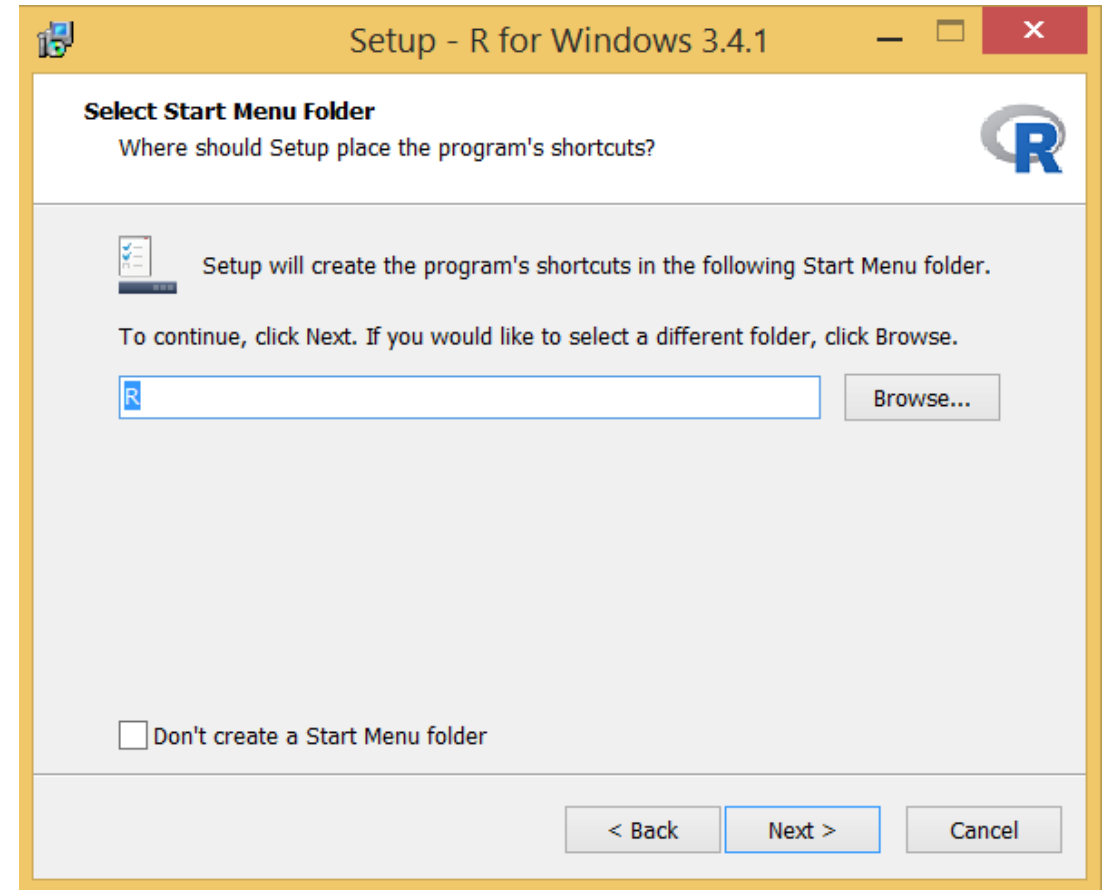 Setup - R for Windows 3.4.1
Select Start Menu Folder
Where should Setup place the program's shortcuts?
R
Setup will create the program's shortcuts in the following Start Menu folder.
To continue, click Next. If you would like to select a different folder, click Browse.
R
Browse...
Don't create a Start Menu folder
< Back
Next >
Cancel